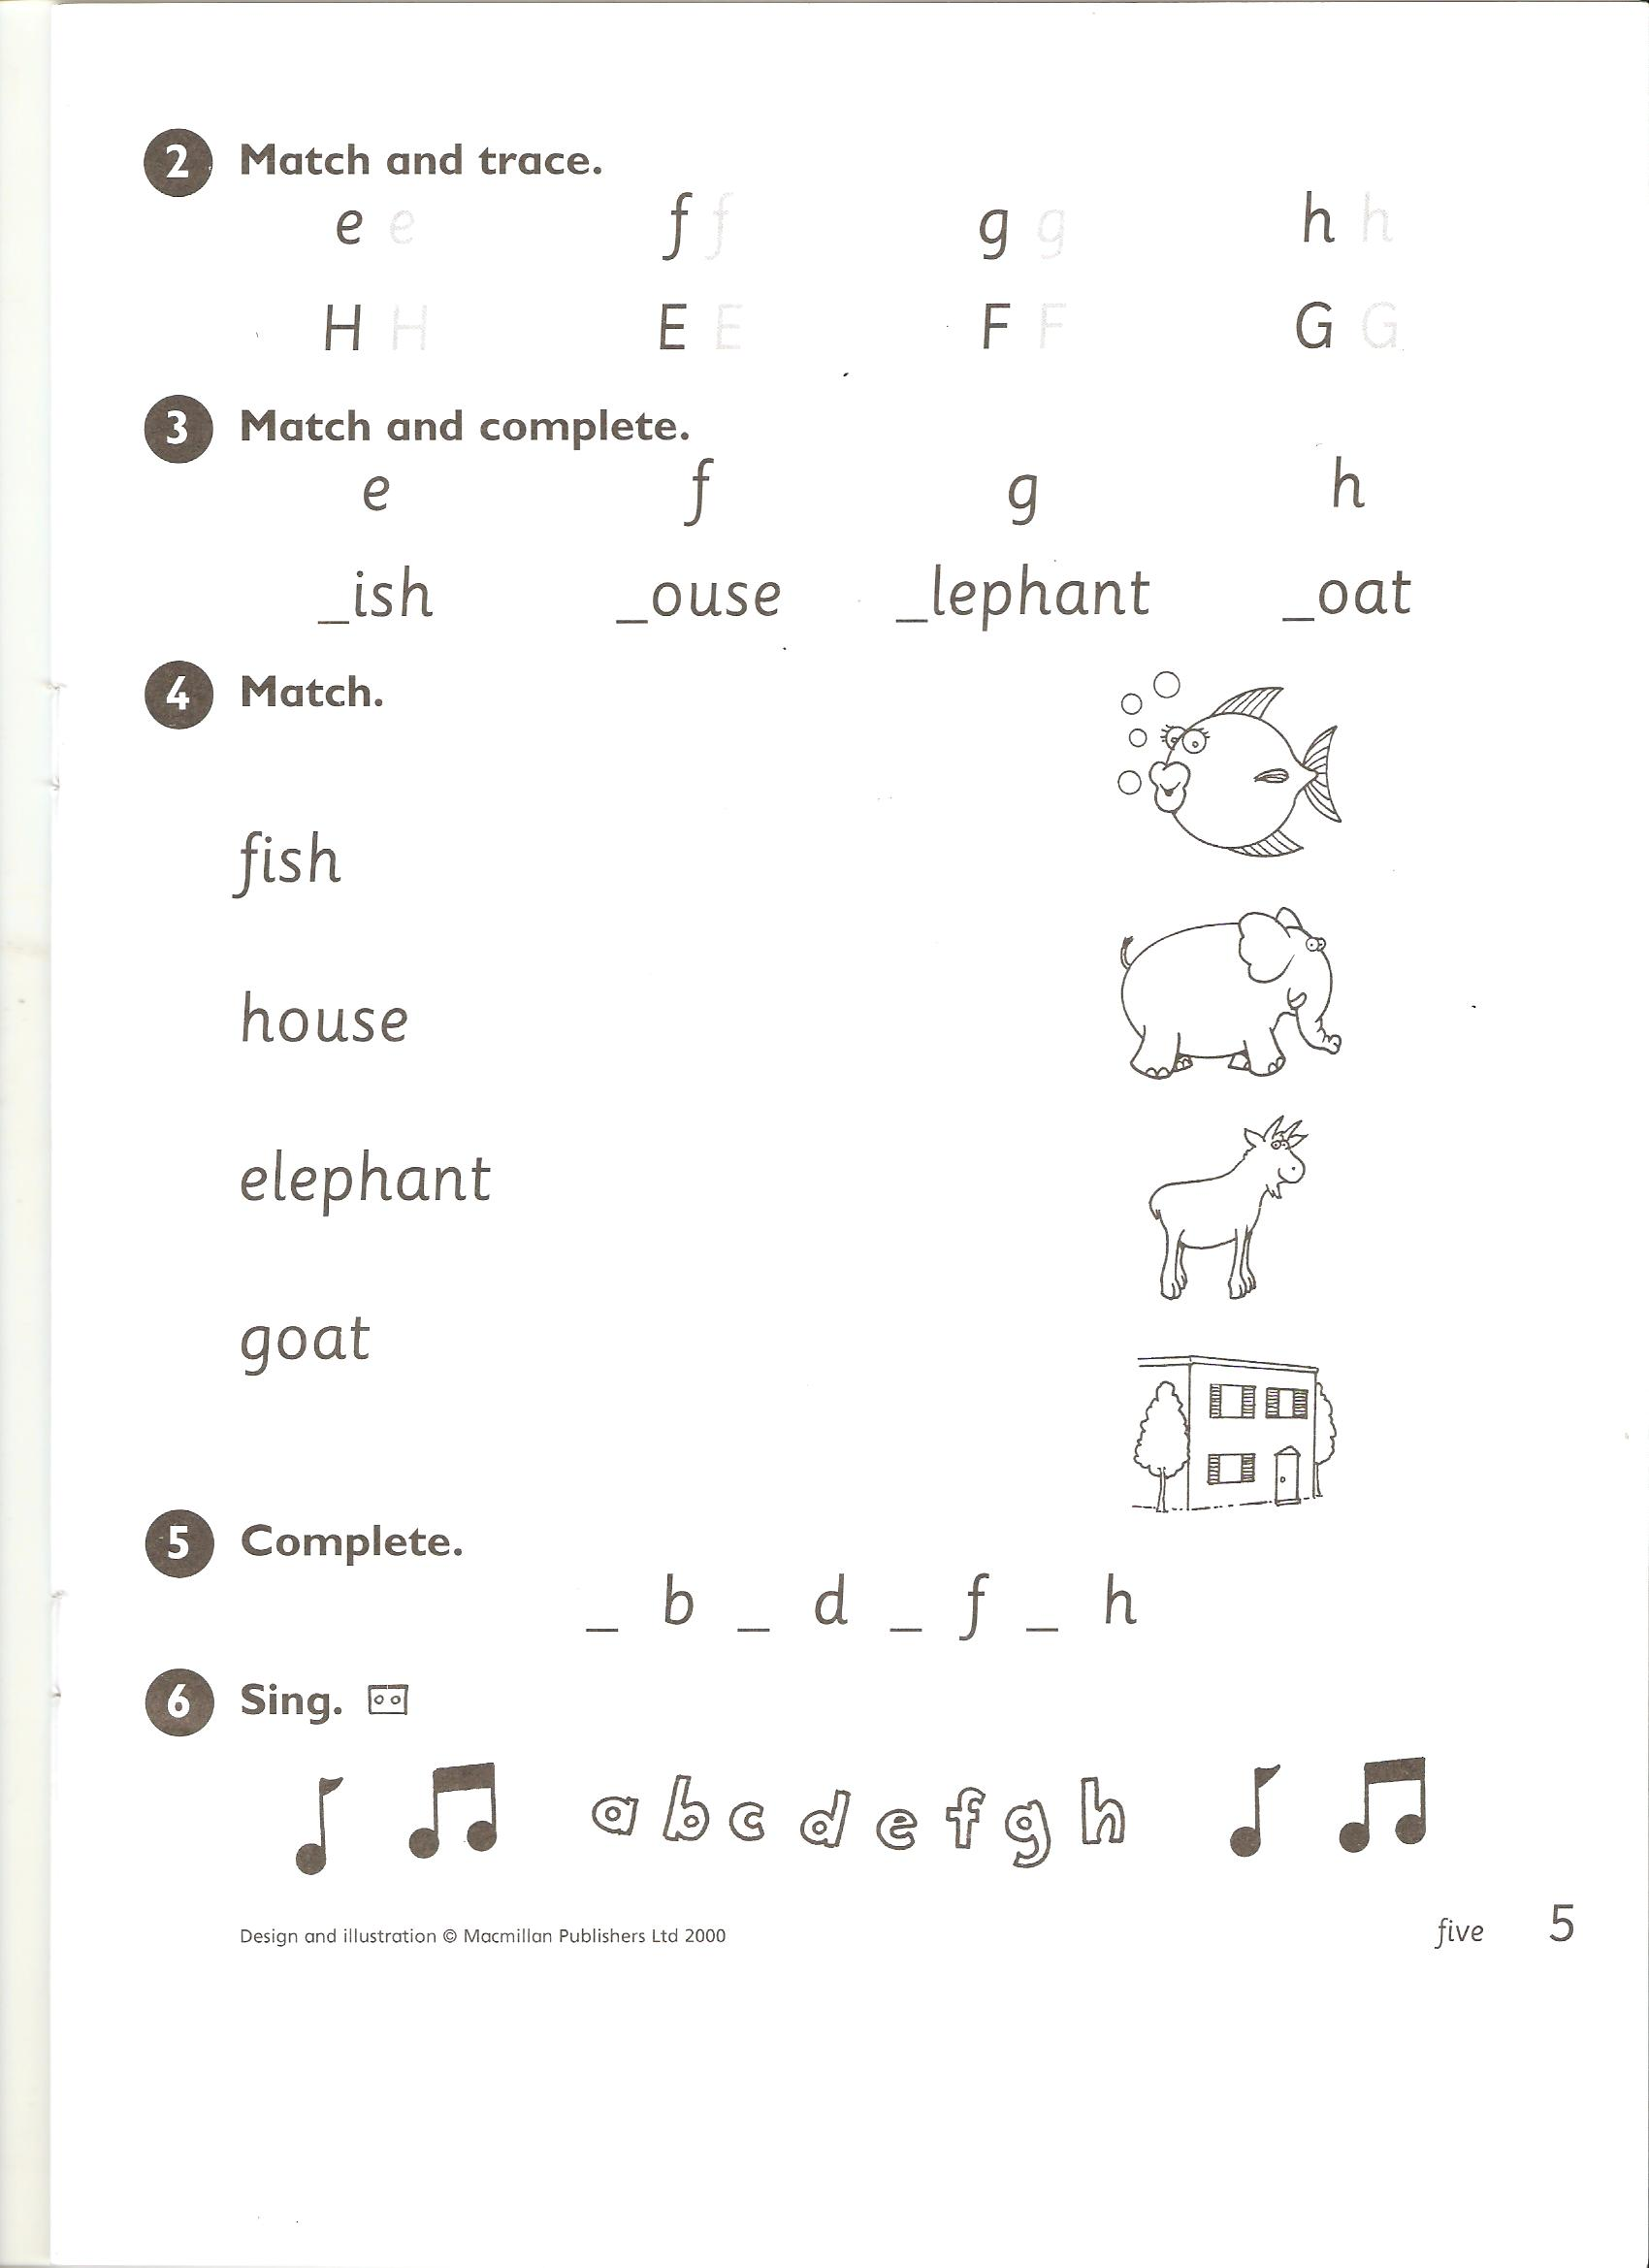 2 Match and trace.
e e f f g g h h
H H E E F F G G
3 Match and complete.
e f g h
_ish _ouse _lephant _oat
4 Match.
fish
house
elephant
goat
5 Complete.
_ b _ d _ f _ h
6 Sing.
a b c d e f g h
Design and illustration © Macmillan Publishers Ltd 2000 five 5